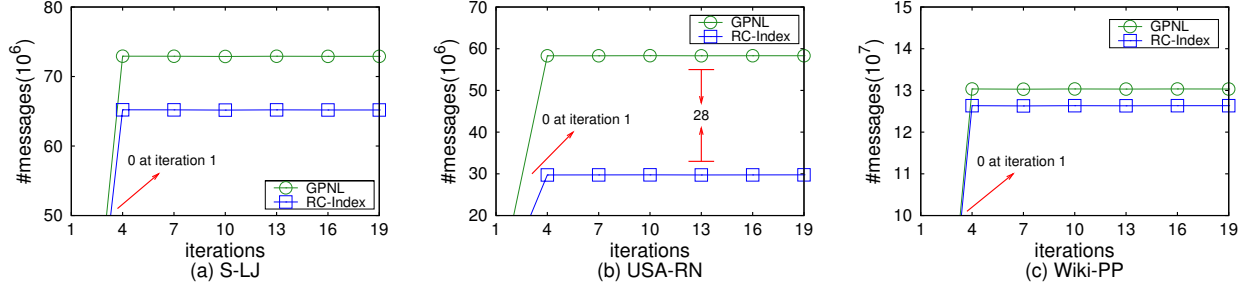 #messages(10^6)
80
70
60
50
1 4 7 10 13 16 19
iterations
0 at iteration 1
GPNL
RC-Index
(a) S-LJ
#messages(10^6)
70
60
50
40
30
20
1 4 7 10 13 16 19
iterations
GPNL
RC-Index
0 at iteration 1
28
(b) USA-RN
#messages(10^7)
15
14
13
12
11
10
1 4 7 10 13 16 19
iterations
GPNL
RC-Index
0 at iteration 1
(c) Wiki-PP